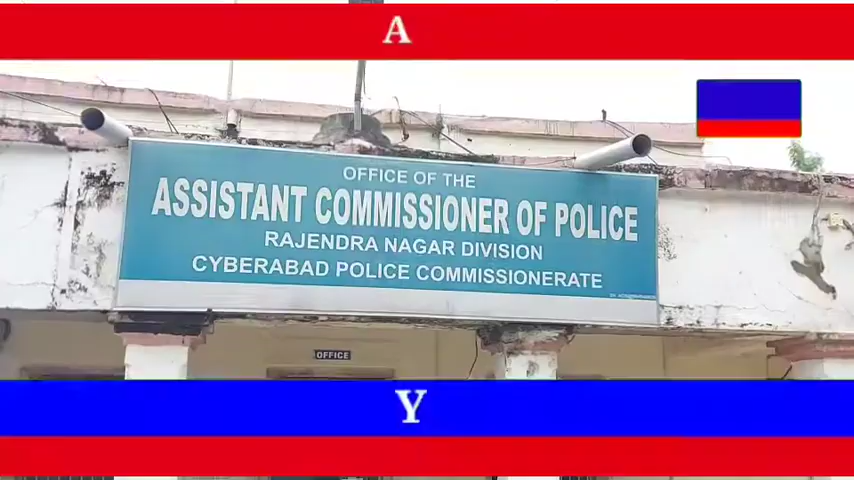 A
OFFICE OF THE
ASSISTANT COMMISSIONER OF POLICE
RAJENDRA NAGAR DIVISION
CYBERABAD POLICE COMMISSIONERATE
OFFICE
Y